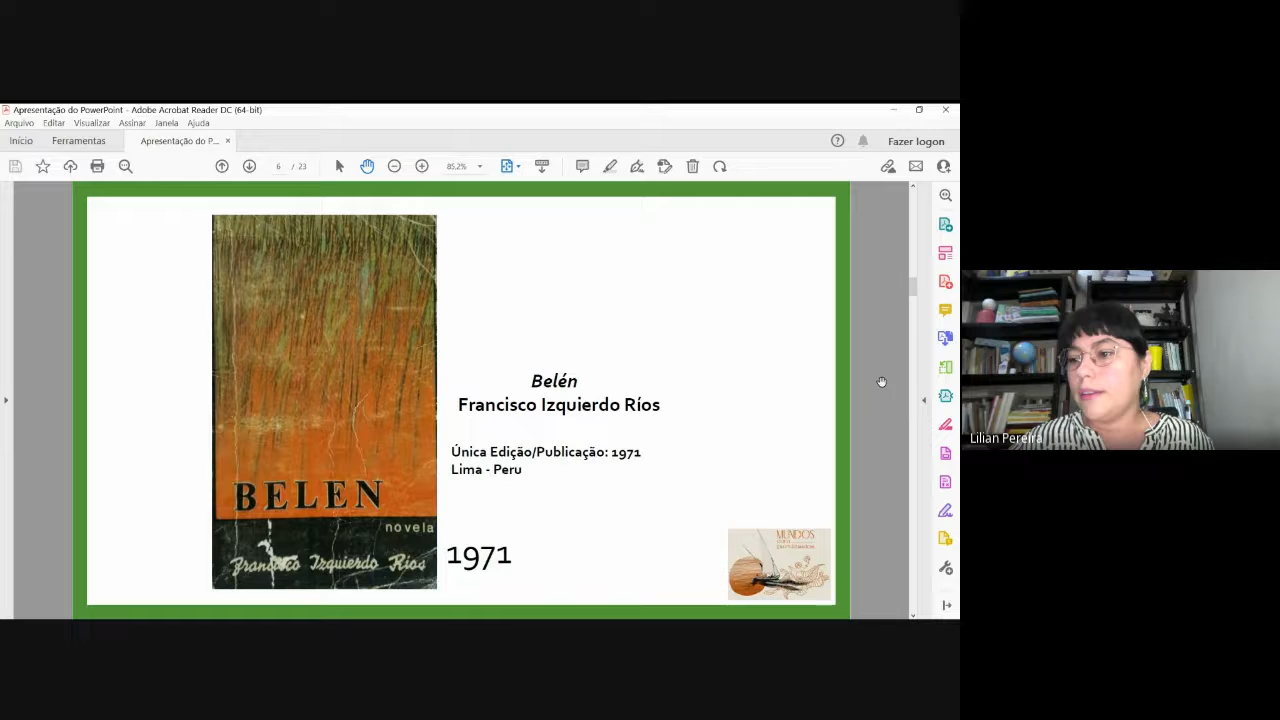 Apresentação do PowerPoint - Adobe Acrobat Reader DC (64-bit)
Arquivo Editar Visualizar Assinar Janela Ajuda
Início Ferramentas Apresentação do P... × Fazer logon
6 / 23 85,2%
BELEN
novela
Francisco Izquierdo Ríos
Belén
Francisco Izquierdo Ríos
Única Edição/Publicação: 1971
Lima - Peru
1971
MUNDOS
Lilian Pereira